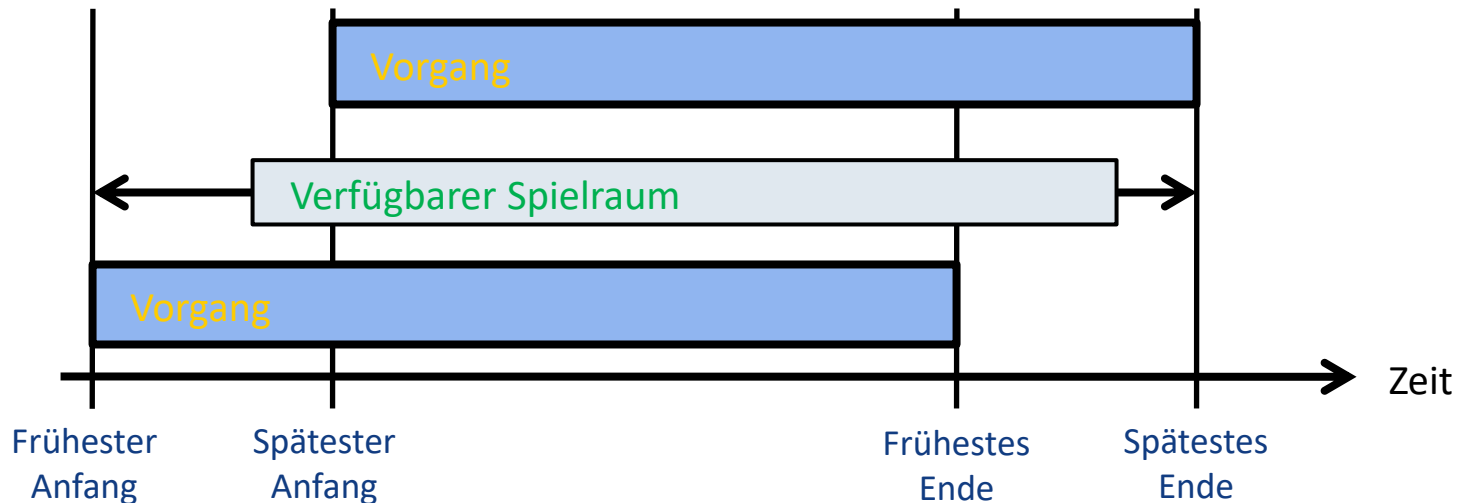 Vorgang
Verfügbarer Spielraum
Vorgang
Zeit
Frühester
Anfang
Spätester
Anfang
Frühestes
Ende
Spätestes
Ende